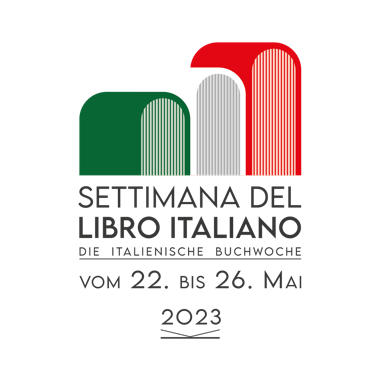 SETTIMANA DEL
LIBRO ITALIANO
DIE ITALIENISCHE BUCHWOCHE
VOM 22. BIS 26. MAI
2023